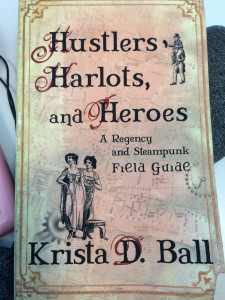 Hustlers
Harlots,
and Heroes
A Regency
and Steampunk
Field Guide
Krista D. Ball